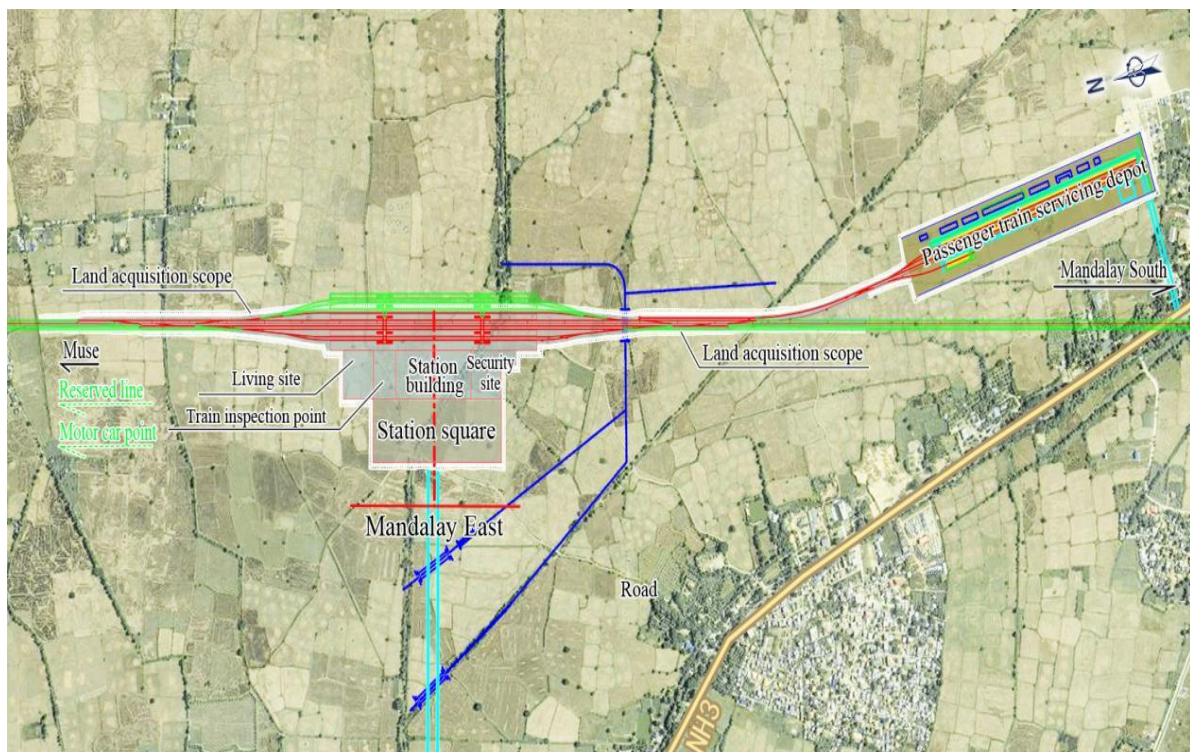 N
Passenger train servicing depot
Land acquisition scope
Mandalay South
Muse
Land acquisition scope
Living site
Station
building
Security
site
Reserved line
Train inspection point
Motor car point
Station square
Mandalay East
Road
NH3